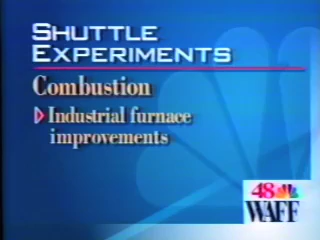 SHUTTLE
EXPERIMENTS
Combustion
Industrial furnace
improvements
48
WAFF